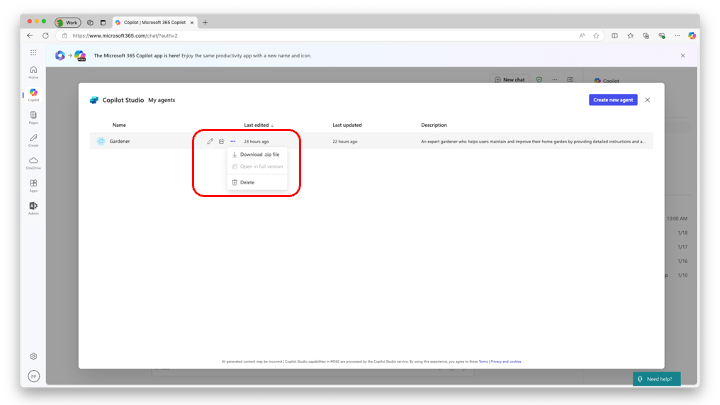 Work
Copilot | Microsoft 365 Copilot
https://www.microsoft365.com/chat/?auth=2
The Microsoft 365 Copilot app is here! Enjoy the same productivity app with a new name and icon.
Home
Copilot
Pages
Create
OneDrive
Apps
Admin
New chat
Copilot
Copilot Studio My agents
Create new agent
Name
Last edited ↓
Last updated
Description
Gardener
23 hours ago
22 hours ago
An expert gardener who helps users maintain and improve their home garden by providing detailed instructions and a...
Download .zip file
Open in full version
Delete
10:00 AM
1/18
1/17
1/16
1/10
AI-generated content may be incorrect | Copilot Studio capabilities in M365 are processed by the Copilot Studio service. By using this experience, you agree to these Terms | Privacy and cookies
PP
Need help?